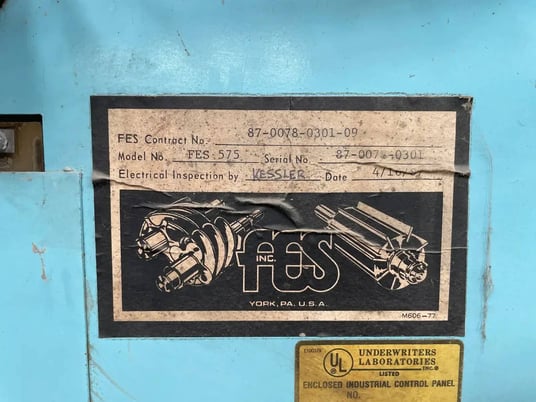 FES Contract No. 87-0078-0301-09
Model No. FES 575 Serial No. 87-0078-0301
Electrical Inspection by KESSLER Date
FES
INC.
YORK, PA. U.S.A.
M606-77
UL
LISTED
UNDERWRITERS
LABORATORIES
INC.®
ENCLOSED INDUSTRIAL CONTROL PANEL
NO.